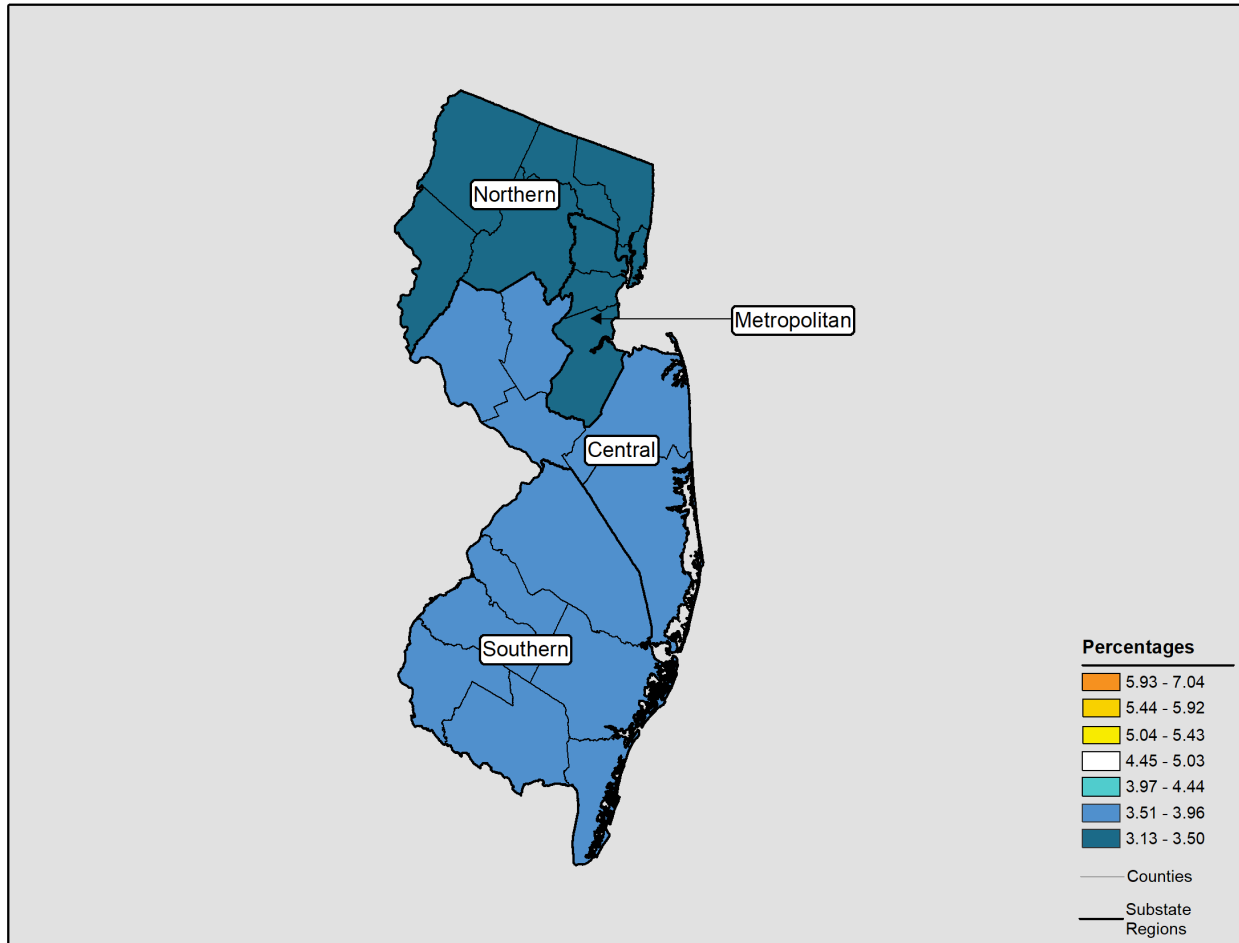 Northern
Metropolitan
Central
Southern
Percentages
5.93 - 7.04
5.44 - 5.92
5.04 - 5.43
4.45 - 5.03
3.97 - 4.44
3.51 - 3.96
3.13 - 3.50
Counties
Substate
Regions